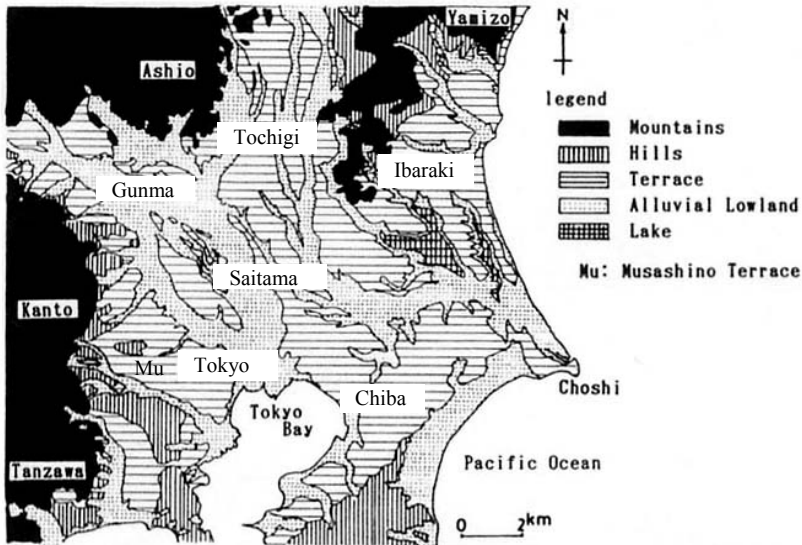 Yamizo
N
Ashio
legend
Mountains
Tochigi
Hills
Ibaraki
Terrace
Gunma
Alluvial Lowland
Lake
Saitama
Mu: Musashino Terrace
Kanto
Mu Tokyo
Choshi
Chiba
Tokyo
Bay
Pacific Ocean
Tanzawa
0 2km